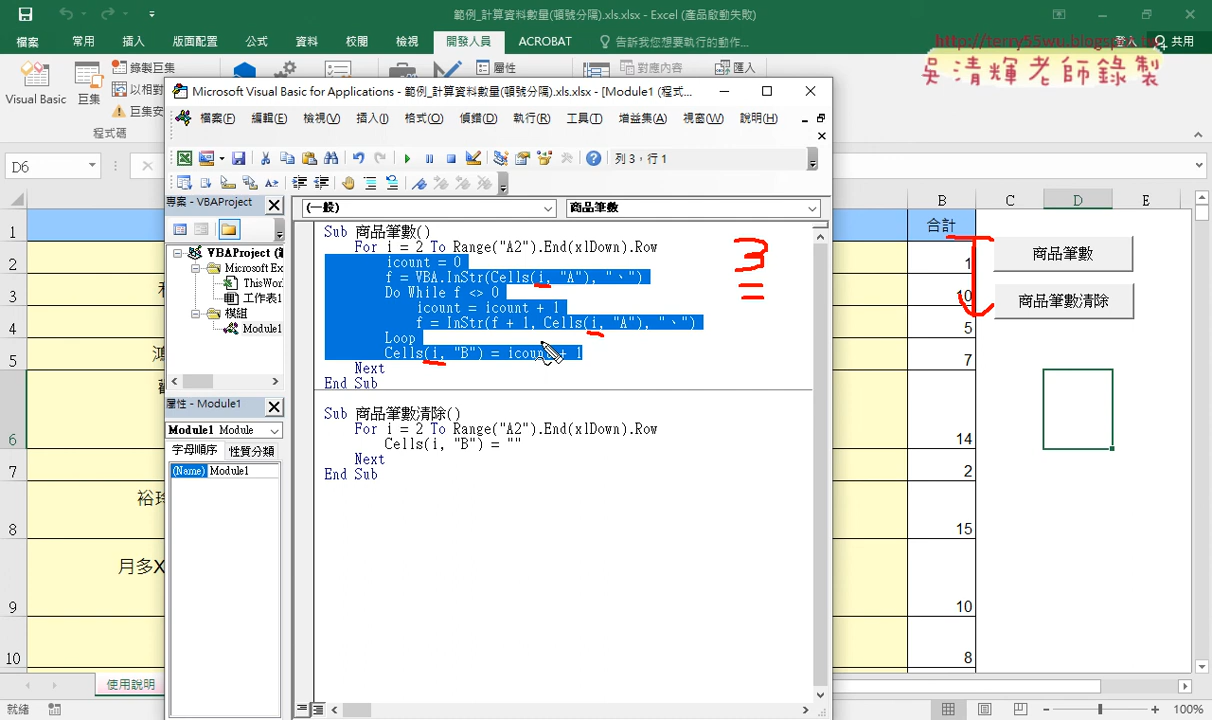 範例_計算資料數量(頓號分隔).xls.xlsx - Excel (產品啟動失敗)
檔案 常用 插入 版面配置 公式 資料 校閱 檢視 開發人員 ACROBAT 告訴我您想要執行的動作... 登入 共用
http://terry55wu.blogspot.tw
吳清輝老師錄製
Visual Basic 巨集 錄製巨集
以相對
巨集安
程式碼
屬性 對應內容 匯入
Microsoft Visual Basic for Applications - 範例_計算資料數量(頓號分隔).xls.xlsx - [Module1 (程式...
檔案(F) 編輯(E) 檢視(V) 插入(I) 格式(O) 偵錯(D) 執行(R) 工具(T) 增益集(A) 視窗(W) 說明(H)
列 3，行 1
D6
專案 - VBAProject
VBAProject (
Microsoft Ex
ThisWor
工作表1
模組
Module1
屬性 - Module1
Module1 Module
字母順序 性質分類
(Name) Module1
(一般) 商品筆數
Sub 商品筆數()
For i = 2 To Range("A2").End(xlDown).Row
icount = 0
f = VBA.InStr(Cells(i, "A"), "、")
Do While f <> 0
icount = icount + 1
f = InStr(f + 1, Cells(i, "A"), "、")
Loop
Cells(i, "B") = icount + 1
Next
End Sub
Sub 商品筆數清除()
For i = 2 To Range("A2").End(xlDown).Row
Cells(i, "B") = ""
Next
End Sub
3
B C D E
1 合計
2 1
3 10
4 5
5 7
6 14
7 2
8 裕玲 15
9 月多X 10
10 8
商品筆數
商品筆數清除
使用說明
就緒 100%